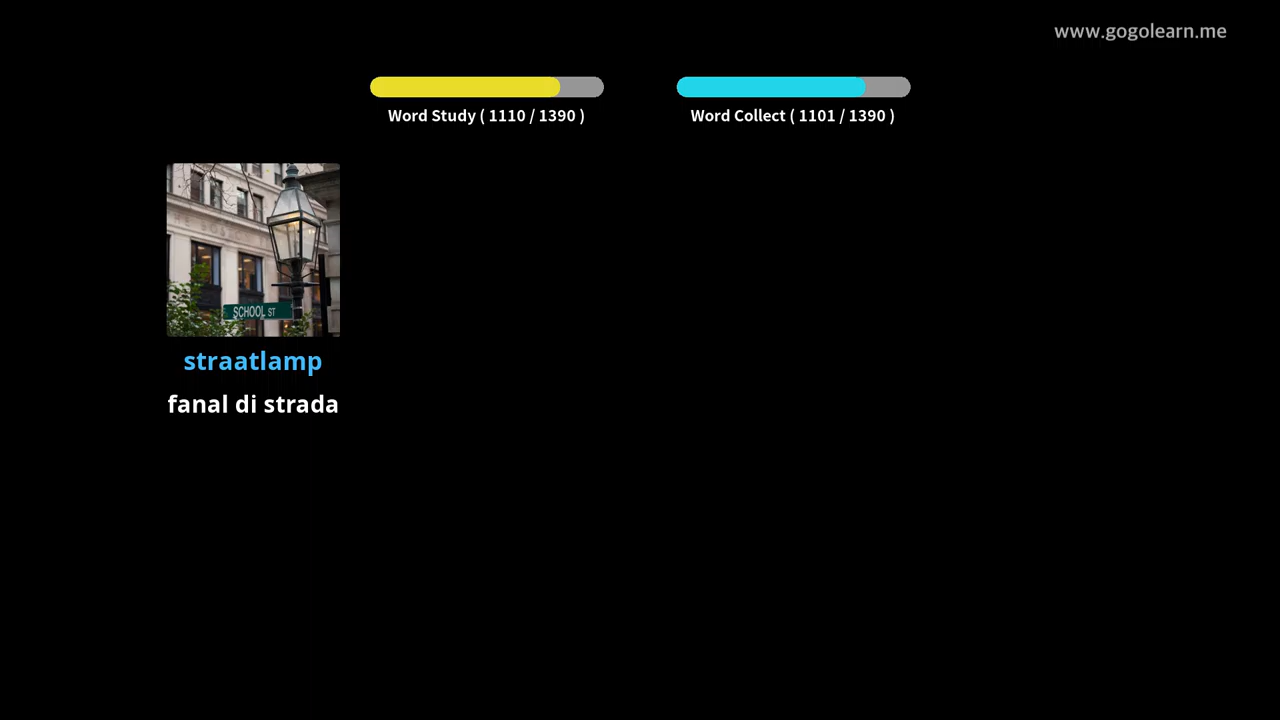 www.gogolearn.me
Word Study ( 1110 / 1390 )
Word Collect ( 1101 / 1390 )
SCHOOL ST
straatlamp
fanal di strada